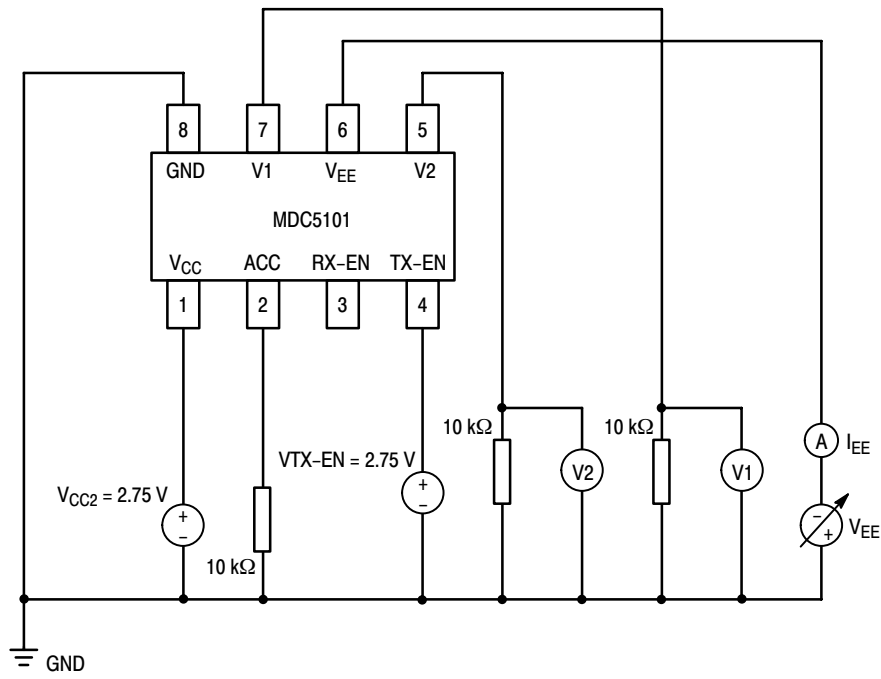 8 7 6 5
GND V1 VEE V2
MDC5101
VCC ACC RX−EN TX−EN
1 2 3 4
10 kΩ
10 kΩ
A IEE
VTX−EN = 2.75 V
+
−
V2
V1
VCC2 = 2.75 V
+
−
−
+
VEE
10 kΩ
GND